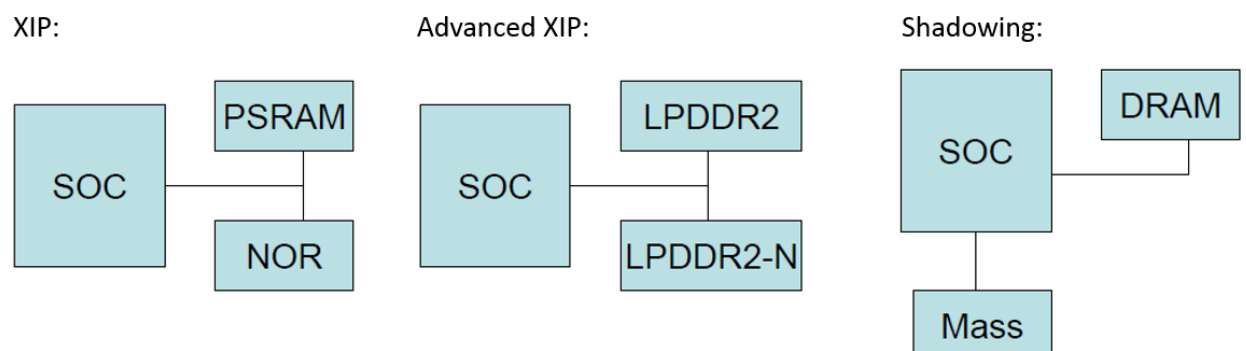 XIP:
Advanced XIP:
Shadowing:
SOC
PSRAM
NOR
SOC
LPDDR2
LPDDR2-N
SOC
DRAM
Mass